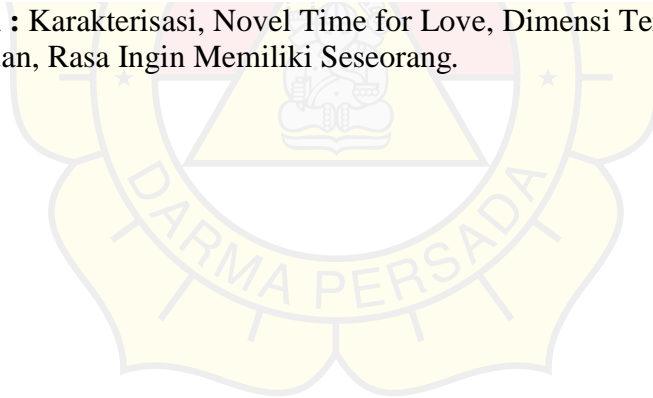 : Karakterisasi, Novel Time for Love, Dimensi Te
an, Rasa Ingin Memiliki Seseorang.
DARMA PERSADA